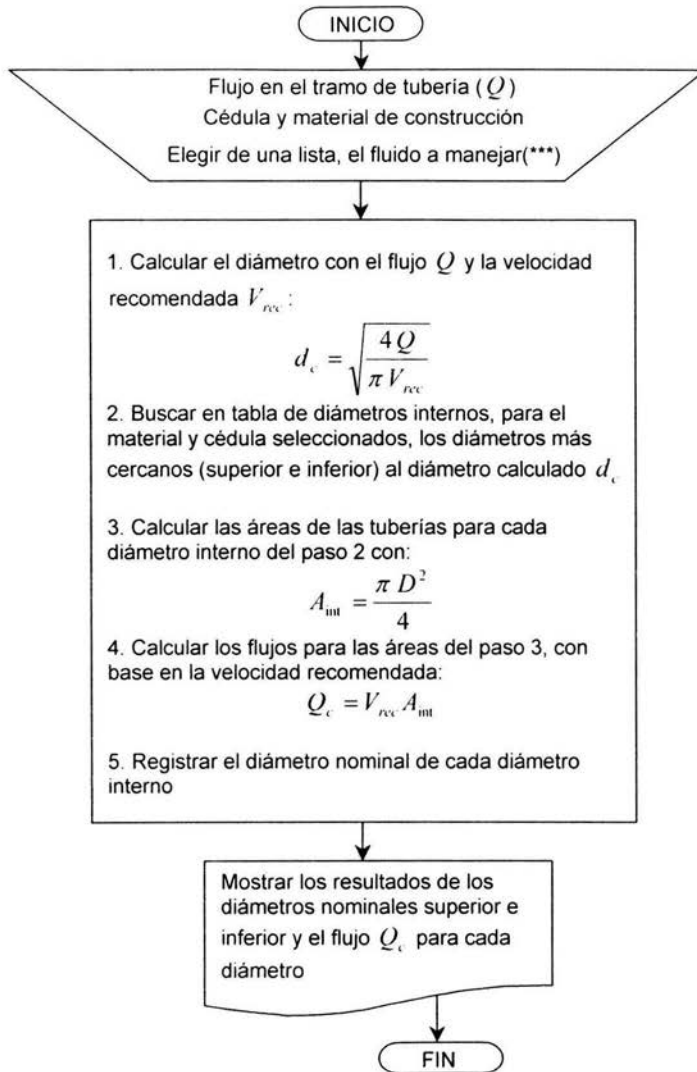 INICIO
Flujo en el tramo de tubería ( Q )
Cédula y material de construcción
Elegir de una lista, el fluido a manejar(***)
1. Calcular el diámetro con el flujo Q y la velocidad
recomendada V_rec :
d_c = √(4 Q / π V_rec)
2. Buscar en tabla de diámetros internos, para el
material y cédula seleccionados, los diámetros más
cercanos (superior e inferior) al diámetro calculado d_c
3. Calcular las áreas de las tuberías para cada
diámetro interno del paso 2 con:
A_int = π D² / 4
4. Calcular los flujos para las áreas del paso 3, con
base en la velocidad recomendada:
Q_c = V_rec A_int
5. Registrar el diámetro nominal de cada diámetro
interno
Mostrar los resultados de los
diámetros nominales superior e
inferior y el flujo Q_c para cada
diámetro
FIN